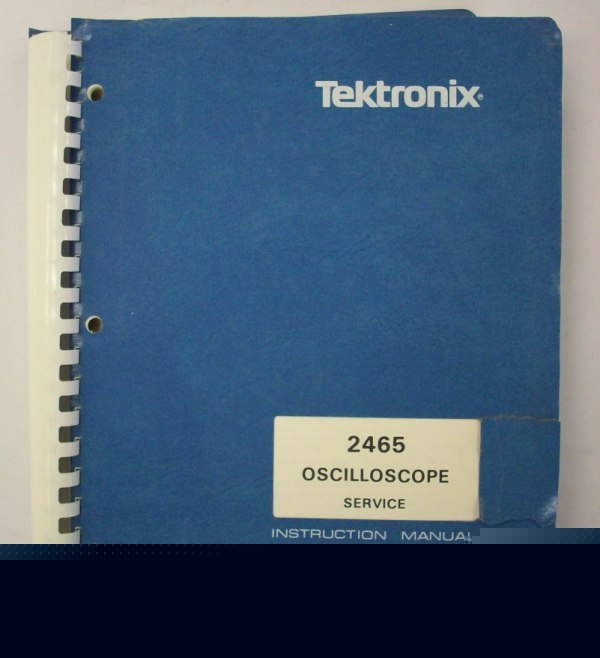 Tektronix®
2465
OSCILLOSCOPE
SERVICE
INSTRUCTION MANUAL